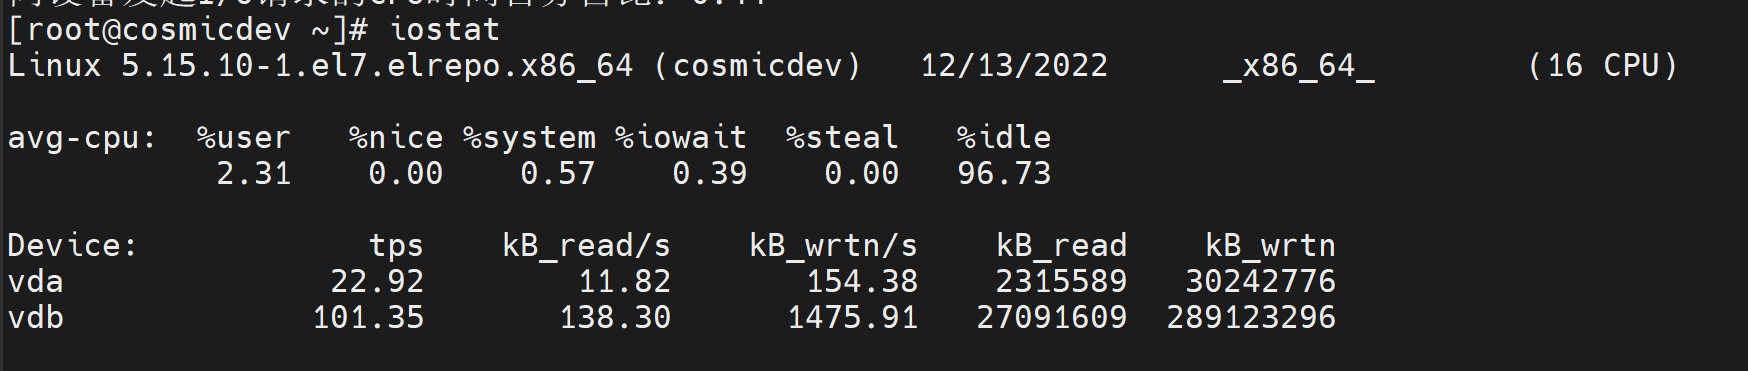 [root@cosmicdev ~]# iostat
Linux 5.15.10-1.el7.elrepo.x86_64 (cosmicdev) 12/13/2022 _x86_64_ (16 CPU)
avg-cpu: %user %nice %system %iowait %steal %idle
2.31 0.00 0.57 0.39 0.00 96.73
Device: tps kB_read/s kB_wrtn/s kB_read kB_wrtn
vda 22.92 11.82 154.38 2315589 30242776
vdb 101.35 138.30 1475.91 27091609 289123296